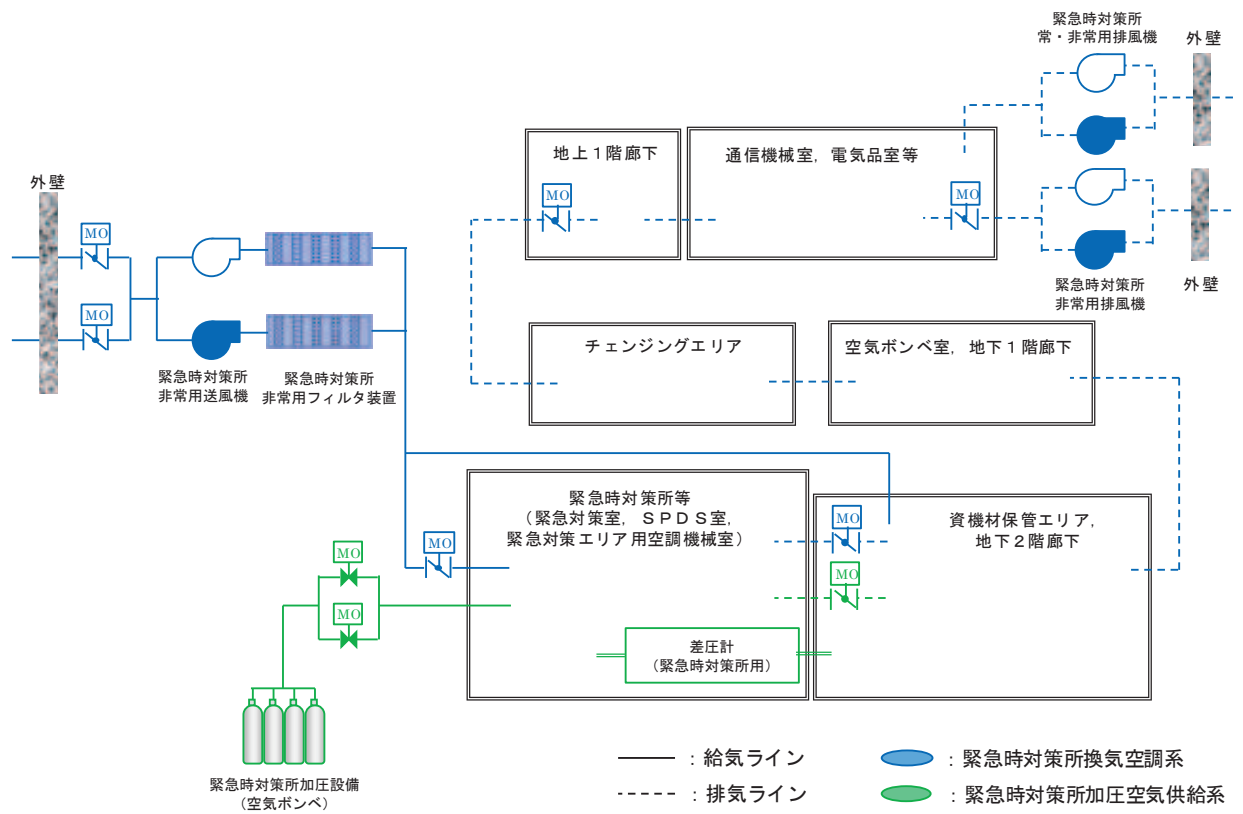 緊急時対策所
常・非常用排風機
外壁
地上１階廊下
通信機械室，電気品室等
MO
MO
外壁
MO
MO
緊急時対策所
非常用送風機
緊急時対策所
非常用フィルタ装置
緊急時対策所
非常用排風機
外壁
チェンジングエリア
空気ボンベ室，地下１階廊下
緊急時対策所等
（緊急対策室，ＳＰＤＳ室，
緊急対策エリア用空調機械室）
資機材保管エリア，
地下２階廊下
MO
MO
MO
MO
MO
差圧計
（緊急時対策所用）
緊急時対策所加圧設備
（空気ボンベ）
：給気ライン
：緊急時対策所換気空調系
：排気ライン
：緊急時対策所加圧空気供給系